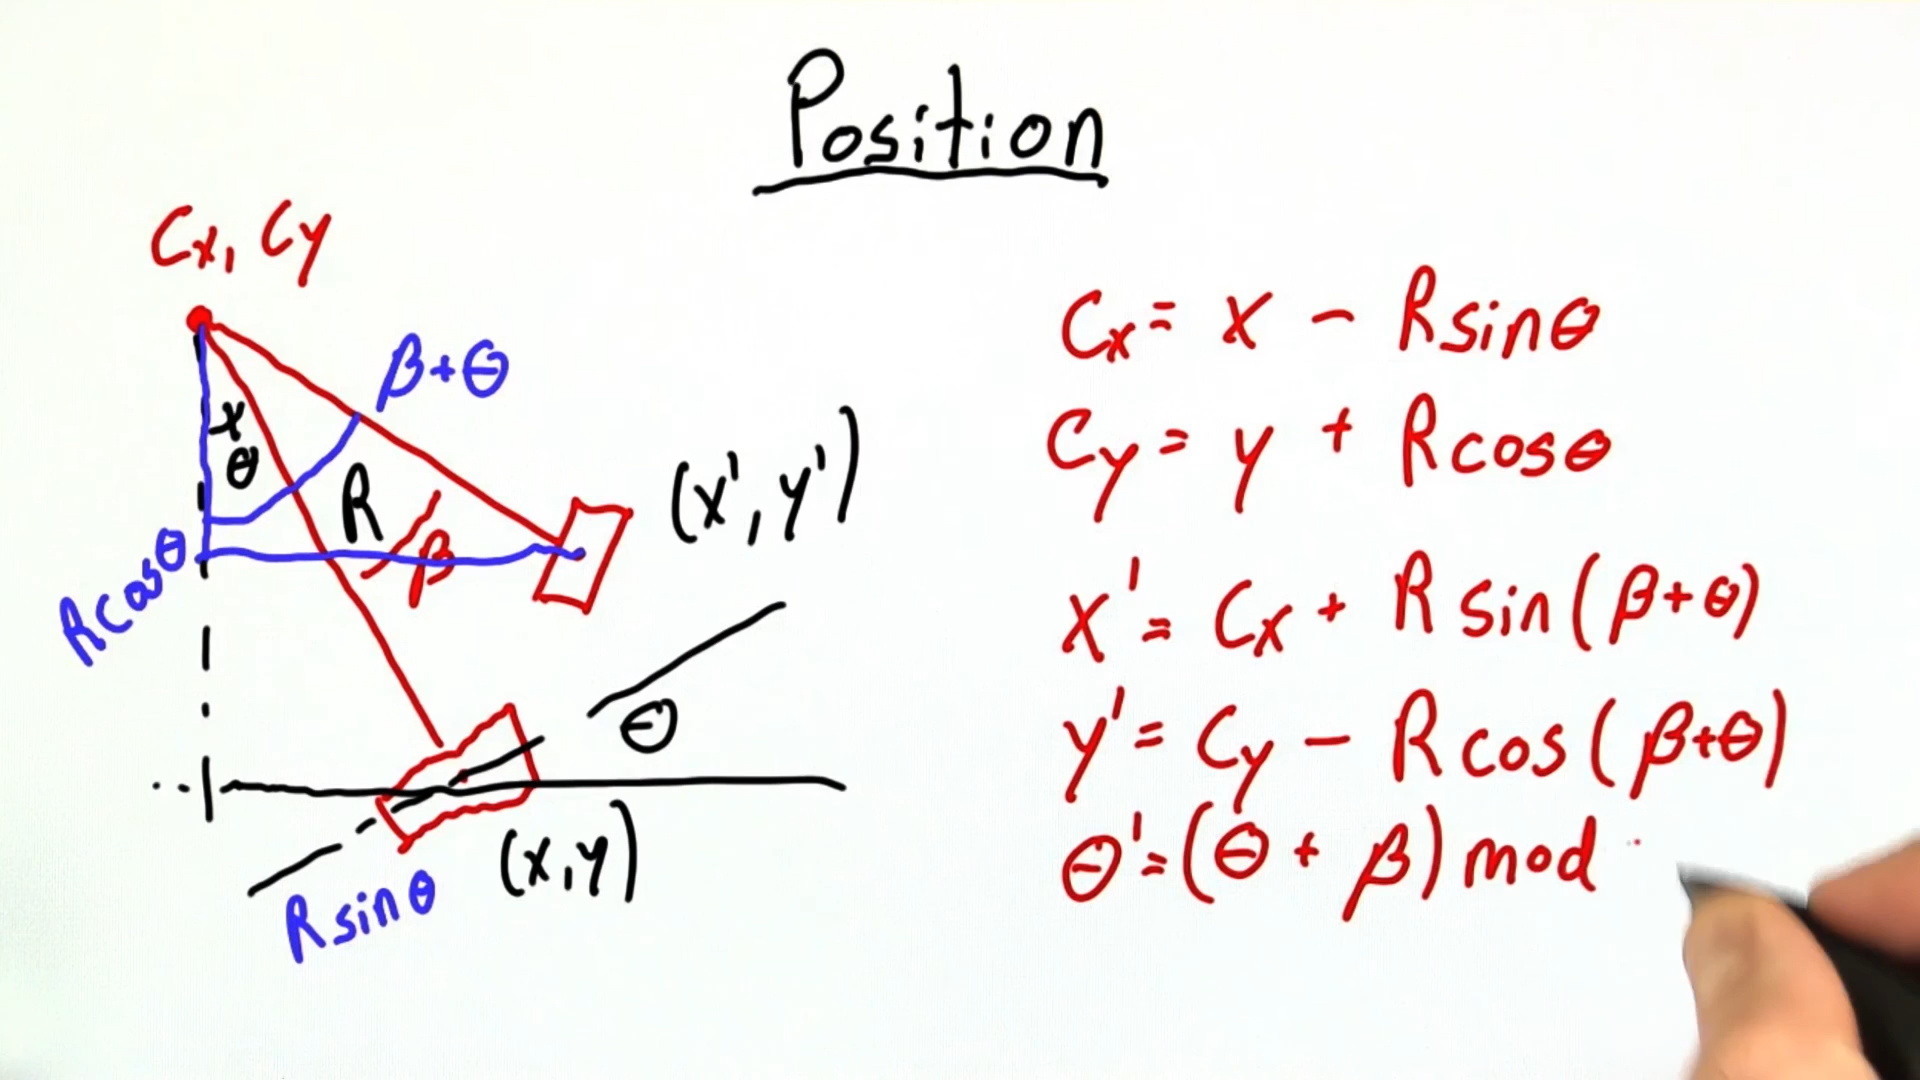 Position
Cx, Cy
β+θ
x
θ
R
β
Rcosθ
(x', y')
θ
(x,y)
Rsinθ
Cx = x - Rsinθ
Cy = y + Rcosθ
x' = Cx + R sin(β+θ)
y' = Cy - R cos(β+θ)
θ' = (θ + β) mod